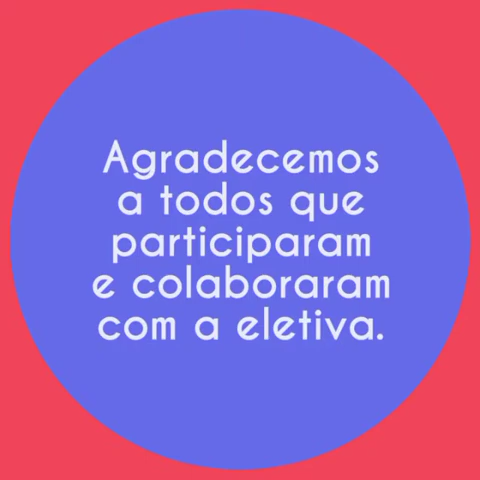 Agradecemos
a todos que
participaram
e colaboraram
com a eletiva.